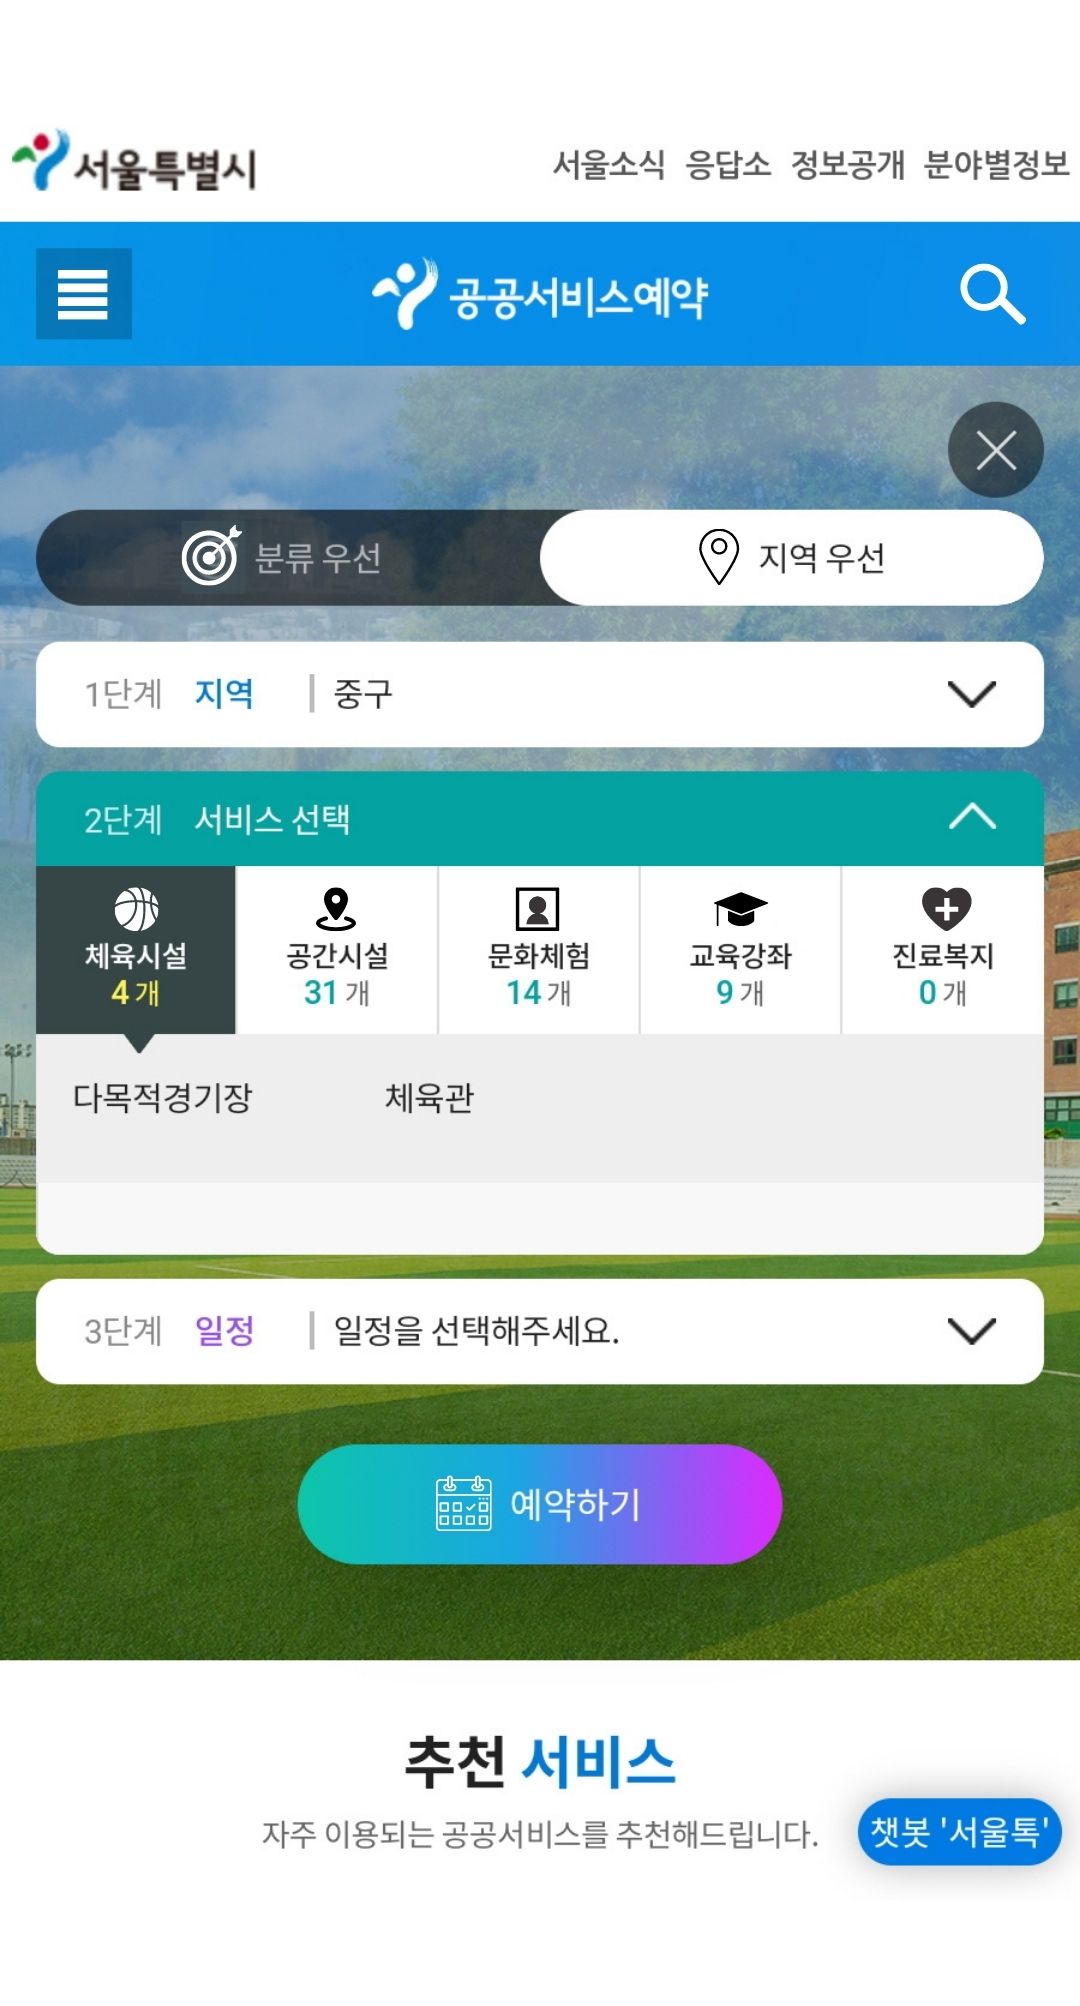 서울특별시
서울소식 응답소 정보공개 분야별정보
공공서비스예약
분류 우선
지역 우선
1단계 지역 중구
2단계 서비스 선택
체육시설 공간시설 문화체험 교육강좌 진료복지
4 개 31 개 14 개 9 개 0 개
다목적경기장 체육관
3단계 일정 일정을 선택해주세요.
예약하기
추천 서비스
자주 이용되는 공공서비스를 추천해드립니다.
챗봇 '서울톡'